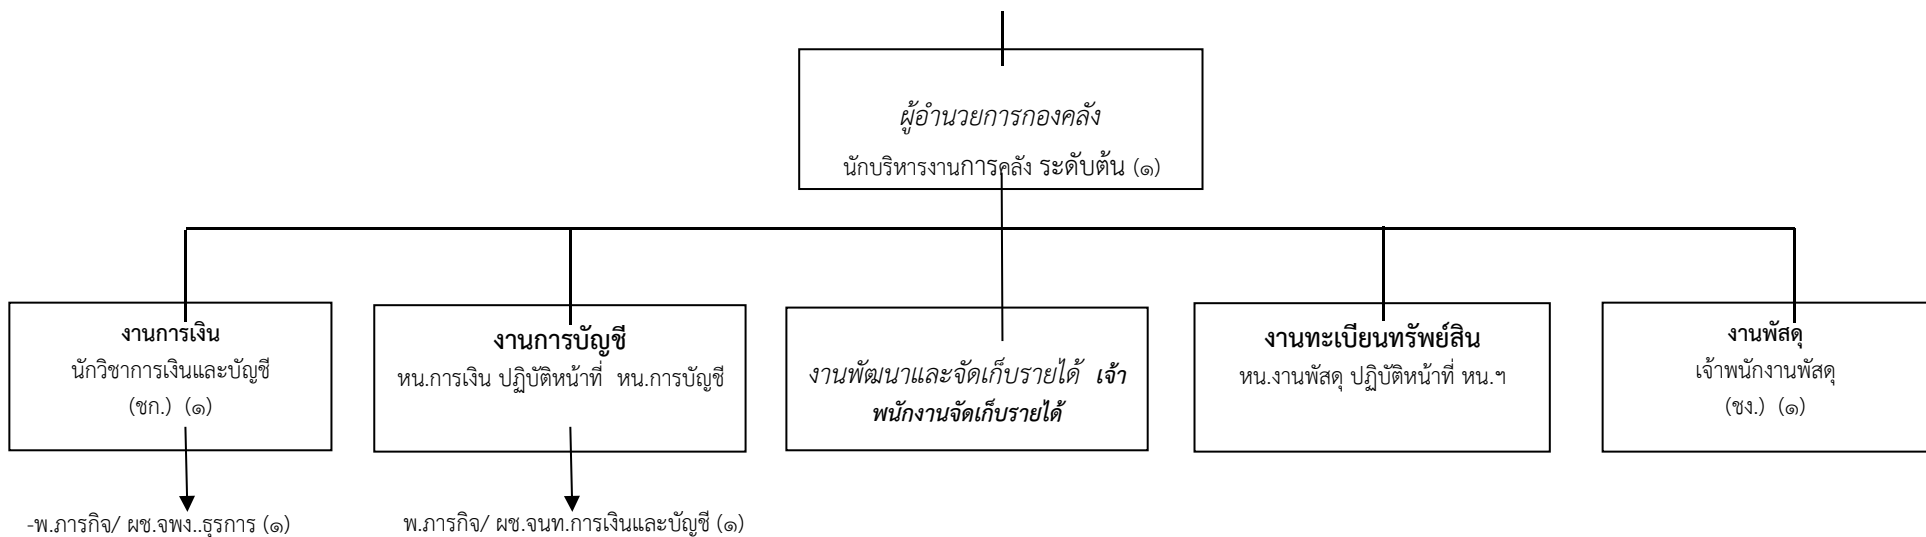 ผู้อำนวยการกองคลัง
นักบริหารงานการคลัง ระดับต้น (๑)
งานการเงิน
นักวิชาการเงินและบัญชี
(ชก.) (๑)
-พ.ภารกิจ/ ผช.จพง..ธุรการ (๑)
งานการบัญชี
หน.การเงิน ปฏิบัติหน้าที่ หน.การบัญชี
พ.ภารกิจ/ ผช.จนท.การเงินและบัญชี (๑)
งานพัฒนาและจัดเก็บรายได้ เจ้า
พนักงานจัดเก็บรายได้
งานทะเบียนทรัพย์สิน
หน.งานพัสดุ ปฏิบัติหน้าที่ หน.ฯ
งานพัสดุ
เจ้าพนักงานพัสดุ
(ชง.) (๑)